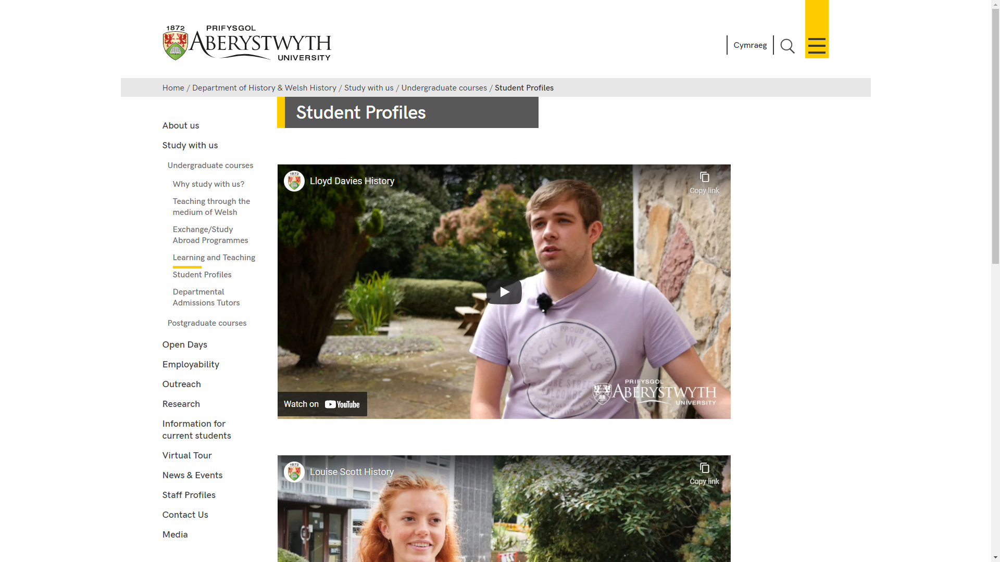 1872
PRIFYSGOL
ABERYSTWYTH
UNIVERSITY
Cymraeg
Home / Department of History & Welsh History / Study with us / Undergraduate courses / Student Profiles
Student Profiles
About us
Study with us
Undergraduate courses
Why study with us?
Teaching through the
medium of Welsh
Exchange/Study
Abroad Programmes
Learning and Teaching
Student Profiles
Departmental
Admissions Tutors
Postgraduate courses
Open Days
Employability
Outreach
Research
Information for
current students
Virtual Tour
News & Events
Staff Profiles
Contact Us
Media
1872
Lloyd Davies History
Copy link
PROUD MAKERS OF
JACK WILLS
PRIFYSGOL
ABERYSTWYTH
UNIVERSITY
Watch on YouTube
1872
Louise Scott History
Copy link